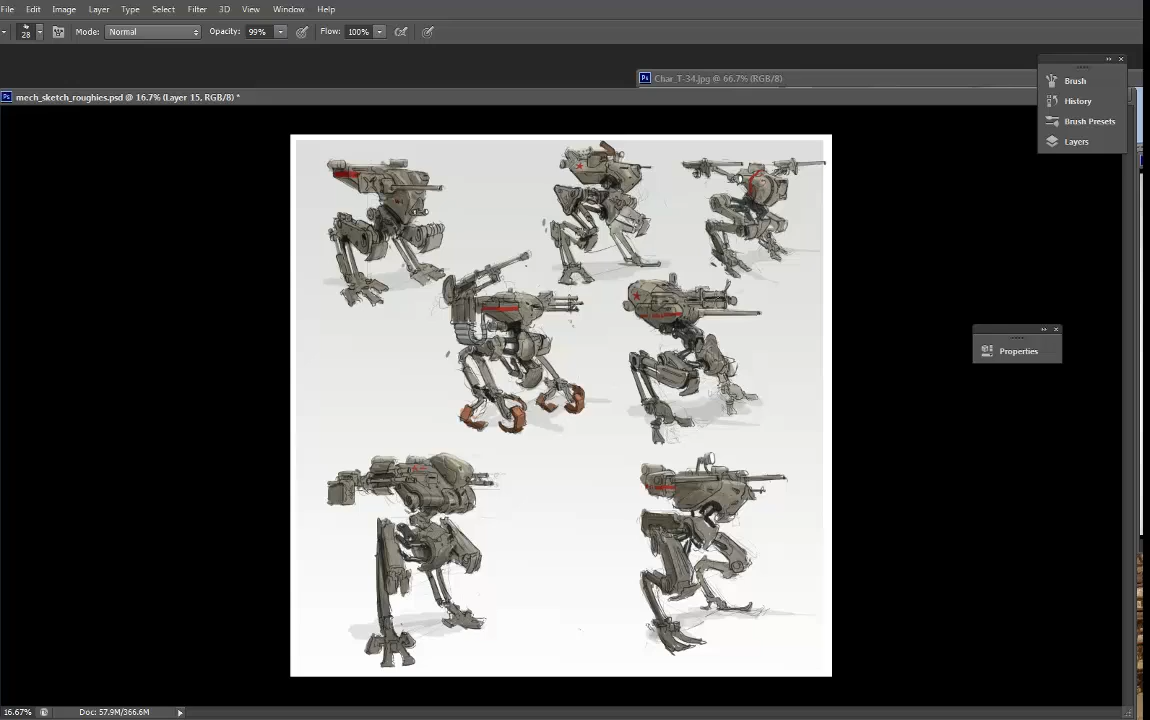 File Edit Image Layer Type Select Filter 3D View Window Help
28 Mode: Normal Opacity: 99% Flow: 100%
Ps Char_T-34.jpg @ 66.7% (RGB/8)
Ps mech_sketch_roughies.psd @ 16.7% (Layer 15, RGB/8) *
Brush
History
Brush Presets
Layers
Properties
16.67% Doc: 57.9M/366.6M